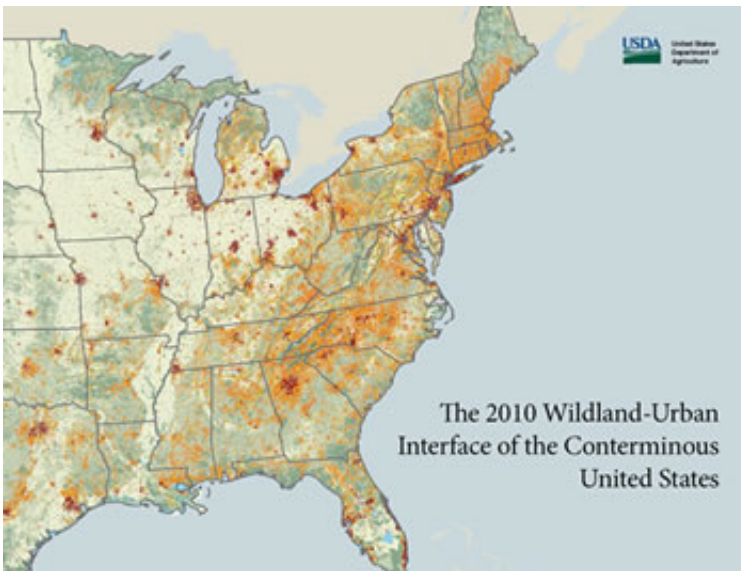 USDA
United States
Department of
Agriculture
The 2010 Wildland-Urban
Interface of the Conterminous
United States